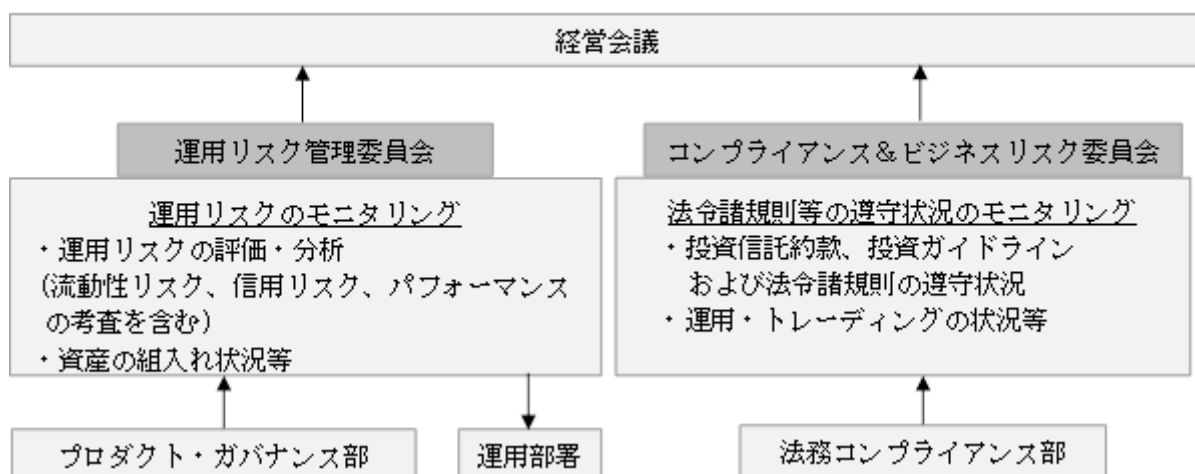 経営会議
運用リスク管理委員会
運用リスクのモニタリング
・運用リスクの評価・分析
(流動性リスク、信用リスク、パフォーマンス
の考査を含む)
・資産の組入れ状況等
コンプライアンス＆ビジネスリスク委員会
法令諸規則等の遵守状況のモニタリング
・投資信託約款、投資ガイドライン
および法令諸規則の遵守状況
・運用・トレーディングの状況等
プロダクト・ガバナンス部
運用部署
法務コンプライアンス部